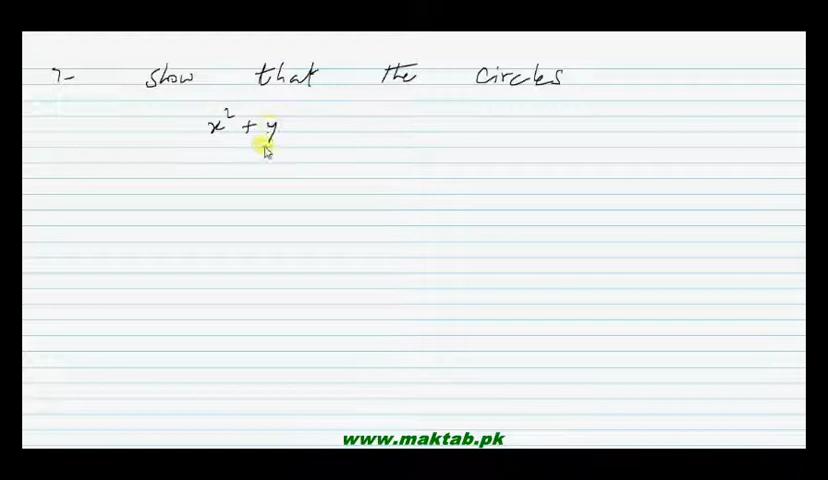 7- show that the circles
x² + y
www.maktab.pk